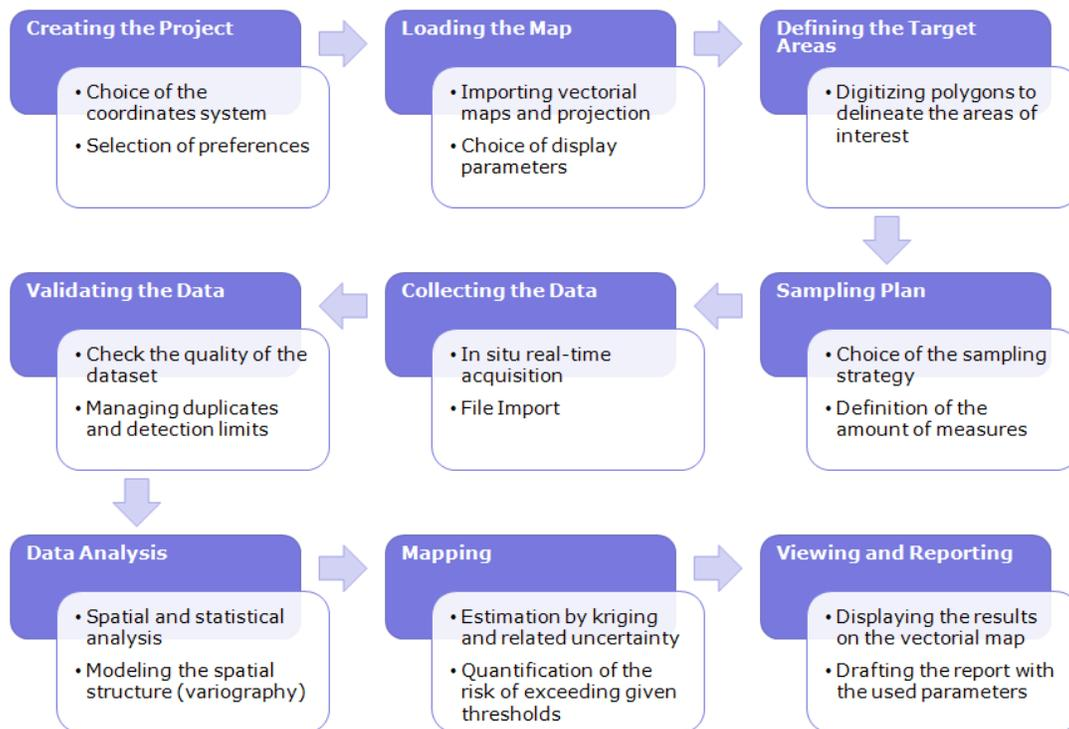 Creating the Project
• Choice of the
coordinates system
• Selection of preferences
Loading the Map
• Importing vectorial
maps and projection
• Choice of display
parameters
Defining the Target
Areas
• Digitizing polygons to
delineate the areas of
interest
Sampling Plan
• Choice of the sampling
strategy
• Definition of the
amount of measures
Collecting the Data
• In situ real-time
acquisition
• File Import
Validating the Data
• Check the quality of the
dataset
• Managing duplicates
and detection limits
Data Analysis
• Spatial and statistical
analysis
• Modeling the spatial
structure (variography)
Mapping
• Estimation by kriging
and related uncertainty
• Quantification of the
risk of exceeding given
thresholds
Viewing and Reporting
• Displaying the results
on the vectorial map
• Drafting the report with
the used parameters